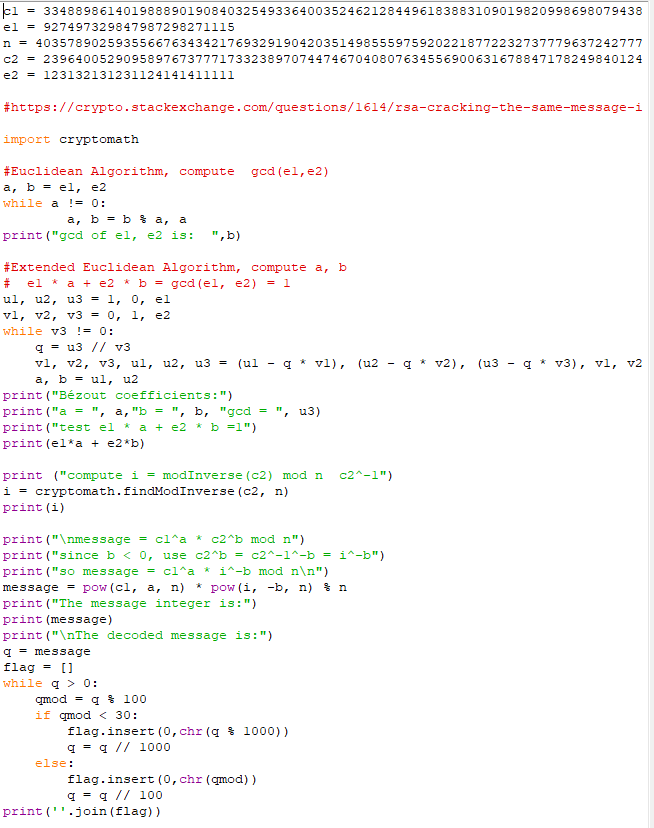 c1 = 334889861401988890190840325493364003524621284496183883109019820998698079438
e1 = 927497329847987298271115
n = 4035789025935566763434217693291904203514985559759202218772232737779637242777
c2 = 239640052909589767377717332389707447467040807634556900631678847178249840124
e2 = 123132131231124141411111
#https://crypto.stackexchange.com/questions/1614/rsa-cracking-the-same-message-i
import cryptomath
#Euclidean Algorithm, compute  gcd(e1,e2)
a, b = e1, e2
while a != 0:
        a, b = b % a, a
print("gcd of e1, e2 is:  ",b)
#Extended Euclidean Algorithm, compute a, b
#  e1 * a + e2 * b = gcd(e1, e2) = 1
u1, u2, u3 = 1, 0, e1
v1, v2, v3 = 0, 1, e2
while v3 != 0:
    q = u3 // v3
    v1, v2, v3, u1, u2, u3 = (u1 - q * v1), (u2 - q * v2), (u3 - q * v3), v1, v2
    a, b = u1, u2
print("Bézout coefficients:")
print("a = ", a,"b = ", b, "gcd = ", u3)
print("test e1 * a + e2 * b =1")
print(e1*a + e2*b)
print ("compute i = modInverse(c2) mod n  c2^-1")
i = cryptomath.findModInverse(c2, n)
print(i)
print("\nmessage = c1^a * c2^b mod n")
print("since b < 0, use c2^b = c2^-1^-b = i^-b")
print("so message = c1^a * i^-b mod n\n")
message = pow(c1, a, n) * pow(i, -b, n) % n
print("The message integer is:")
print(message)
print("\nThe decoded message is:")
q = message
flag = []
while q > 0:
    qmod = q % 100
    if qmod < 30:
        flag.insert(0,chr(q % 1000))
        q = q // 1000
    else:
        flag.insert(0,chr(qmod))
        q = q // 100
print(''.join(flag))